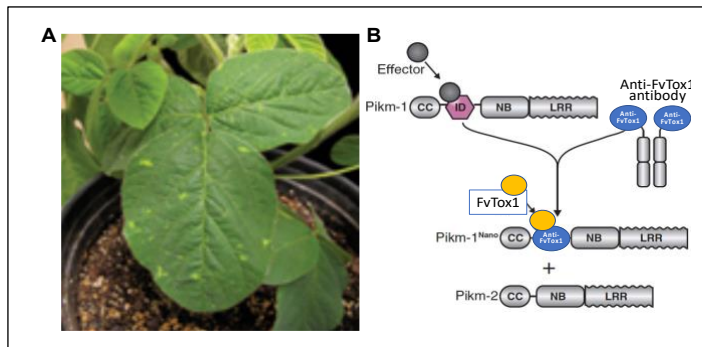 A
B
Effector
Pikm-1
CC
ID
NB
LRR
Anti-FvTox1
antibody
Anti-
FvTox1
Anti-
FvTox1
FvTox1
Pikm-1Nano
CC
Anti-
FvTox1
NB
LRR
+
Pikm-2
CC
NB
LRR